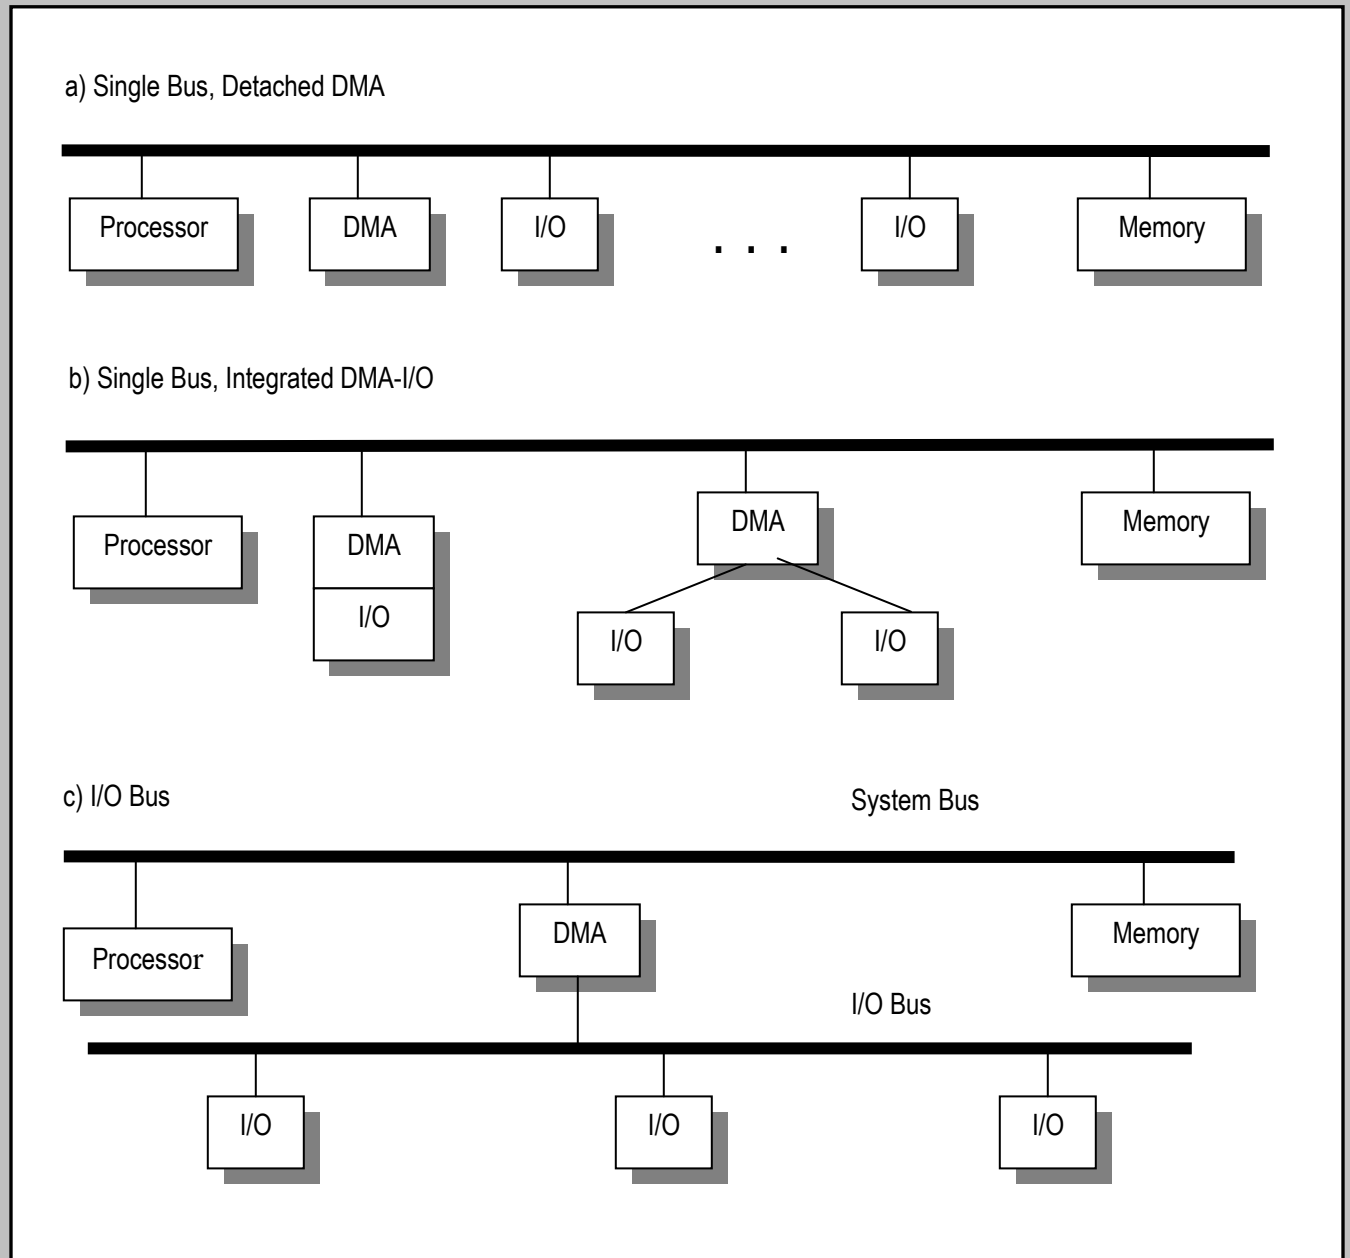 a) Single Bus, Detached DMA
Processor
DMA
I/O
. . .
I/O
Memory
b) Single Bus, Integrated DMA-I/O
Processor
DMA
I/O
DMA
I/O
I/O
Memory
c) I/O Bus
System Bus
Processor
DMA
Memory
I/O Bus
I/O
I/O
I/O